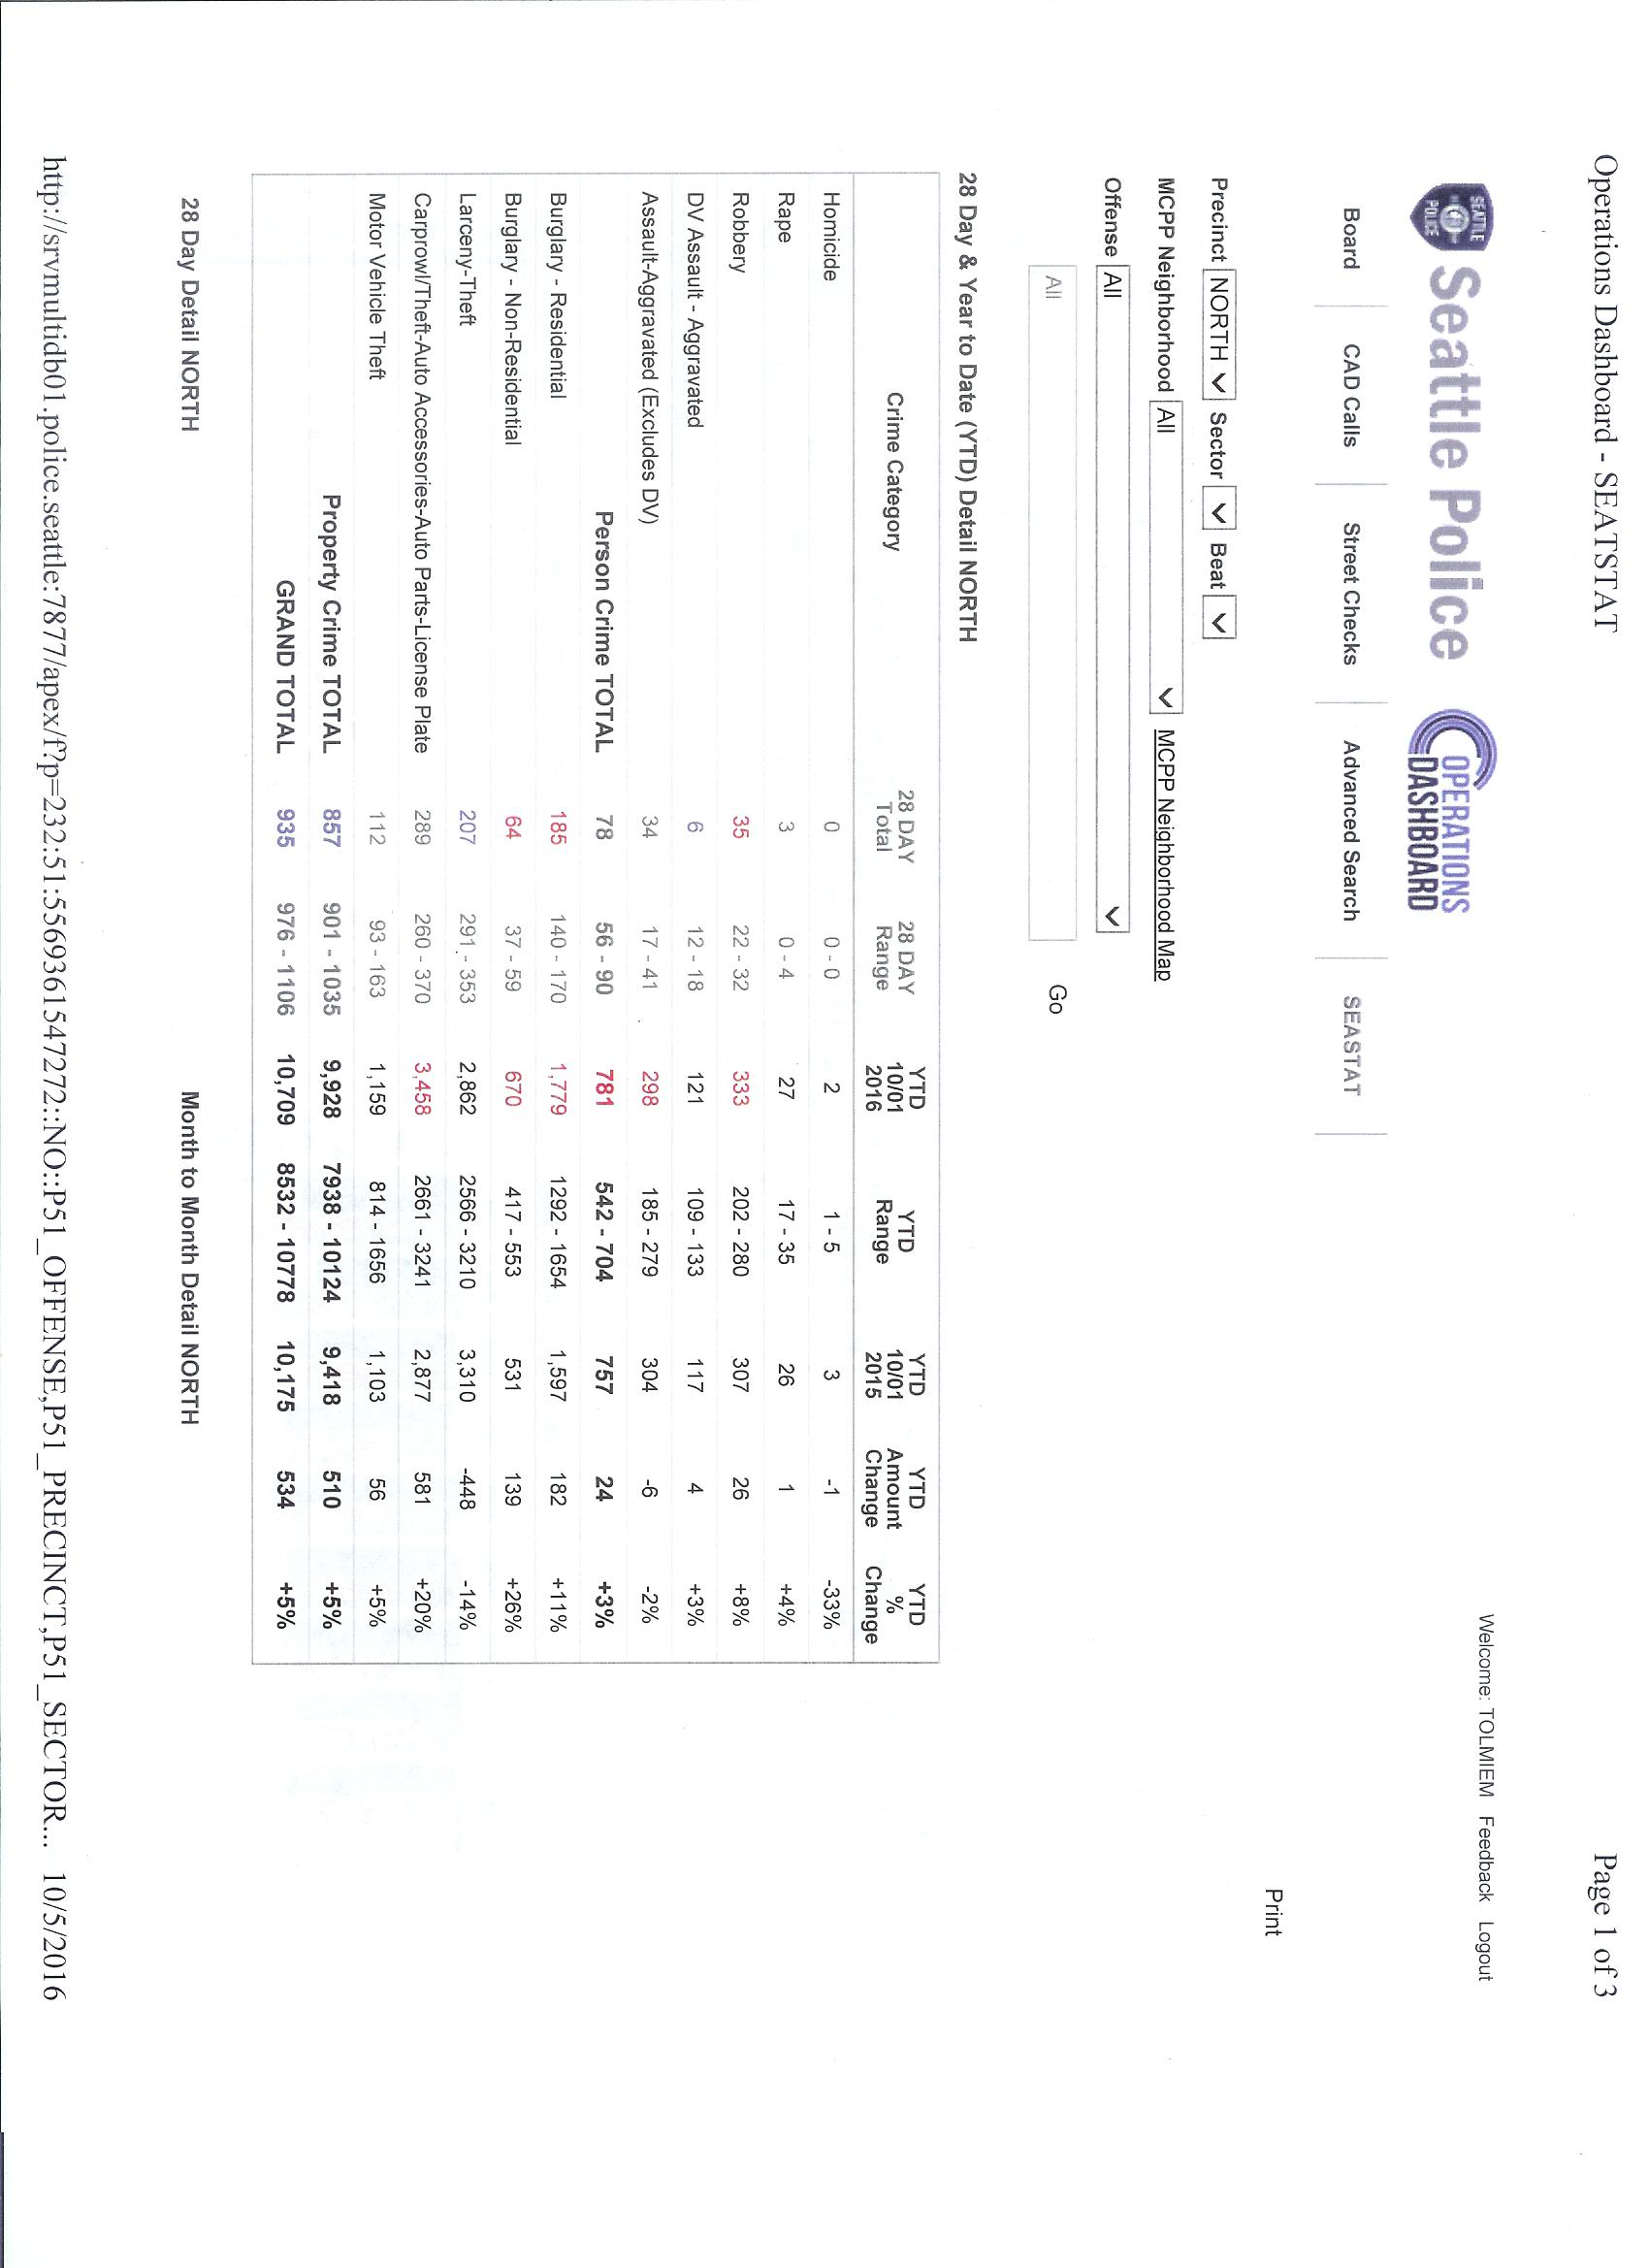 Operations Dashboard - SEATSTAT Page 1 of 3
Welcome: TOLMIEM Feedback Logout
SEATTLE POLICE Seattle Police OPERATIONS DASHBOARD
Board CAD Calls Street Checks Advanced Search SEASTAT
Print
Precinct NORTH Sector Beat
MCPP Neighborhood All MCPP Neighborhood Map
Offense All
All Go
28 Day & Year to Date (YTD) Detail NORTH
Crime Category 28 DAY Total 28 DAY Range YTD 10/01 2016 YTD Range YTD 10/01 2015 YTD Amount Change YTD % Change
Homicide 0 0 - 0 2 1 - 5 3 -1 -33%
Rape 3 0 - 4 27 17 - 35 26 1 +4%
Robbery 35 22 - 32 333 202 - 280 307 26 +8%
DV Assault - Aggravated 6 12 - 18 121 109 - 133 117 4 +3%
Assault-Aggravated (Excludes DV) 34 17 - 41 298 185 - 279 304 -6 -2%
Person Crime TOTAL 78 56 - 90 781 542 - 704 757 24 +3%
Burglary - Residential 185 140 - 170 1,779 1292 - 1654 1,597 182 +11%
Burglary - Non-Residential 64 37 - 59 670 417 - 553 531 139 +26%
Larceny-Theft 207 291 - 353 2,862 2566 - 3210 3,310 -448 -14%
Carprowl/Theft-Auto Accessories-Auto Parts-License Plate 289 260 - 370 3,458 2661 - 3241 2,877 581 +20%
Motor Vehicle Theft 112 93 - 163 1,159 814 - 1656 1,103 56 +5%
Property Crime TOTAL 857 901 - 1035 9,928 7938 - 10124 9,418 510 +5%
GRAND TOTAL 935 976 - 1106 10,709 8532 - 10778 10,175 534 +5%
28 Day Detail NORTH Month to Month Detail NORTH
http://srvmultidb01.police.seattle:7877/apex/f?p=232:51:5569361547272::NO::P51_OFFENSE,P51_PRECINCT,P51_SECTOR... 10/5/2016